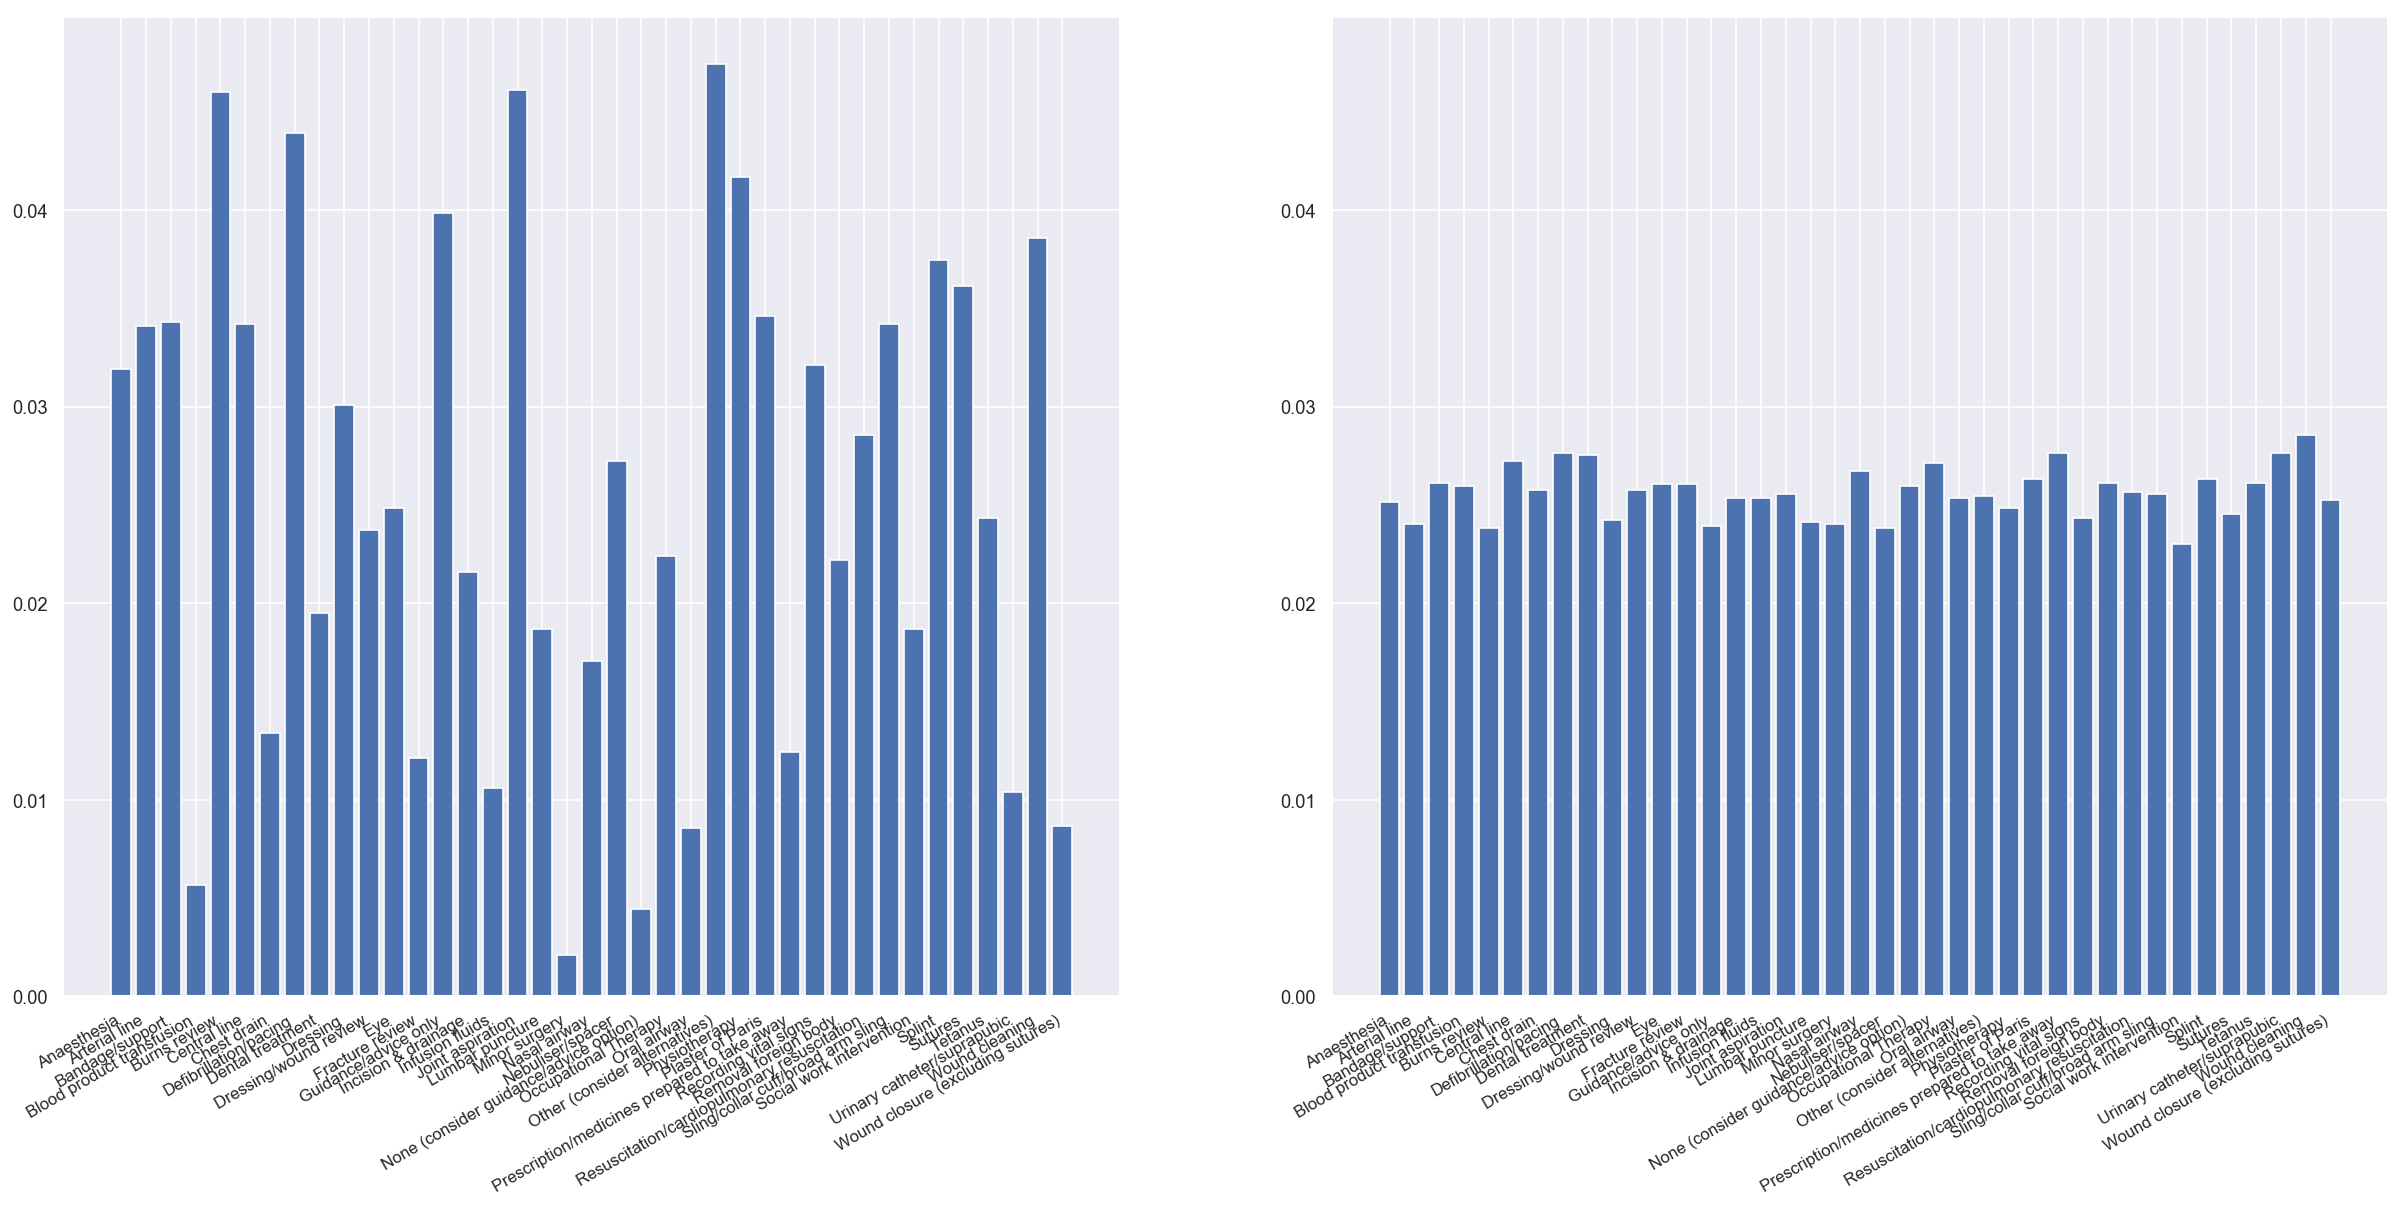 0.04
0.03
0.02
0.01
0.00
Anaesthesia
Arterial line
Bandage/support
Blood product transfusion
Burns review
Central line
Chest drain
Defibrillation/pacing
Dental treatment
Dressing
Dressing/wound review
Eye
Fracture review
Guidance/advice only
Incision & drainage
Infusion fluids
Joint aspiration
Lumbar puncture
Minor surgery
Nasal airway
Nebuliser/spacer
None (consider guidance/advice option)
Occupational Therapy
Oral airway
Other (consider alternatives)
Physiotherapy
Plaster of Paris
Prescription/medicines prepared to take away
Recording vital signs
Removal foreign body
Resuscitation/cardiopulmonary resuscitation
Sling/collar cuff/broad arm sling
Social work intervention
Splint
Sutures
Tetanus
Urinary catheter/suprapubic
Wound cleaning
Wound closure (excluding sutures)
0.04
0.03
0.02
0.01
0.00
Anaesthesia
Arterial line
Bandage/support
Blood product transfusion
Burns review
Central line
Chest drain
Defibrillation/pacing
Dental treatment
Dressing
Dressing/wound review
Eye
Fracture review
Guidance/advice only
Incision & drainage
Infusion fluids
Joint aspiration
Lumbar puncture
Minor surgery
Nasal airway
Nebuliser/spacer
None (consider guidance/advice option)
Occupational Therapy
Oral airway
Other (consider alternatives)
Physiotherapy
Plaster of Paris
Prescription/medicines prepared to take away
Recording vital signs
Removal foreign body
Resuscitation/cardiopulmonary resuscitation
Sling/collar cuff/broad arm sling
Social work intervention
Splint
Sutures
Tetanus
Urinary catheter/suprapubic
Wound cleaning
Wound closure (excluding sutures)